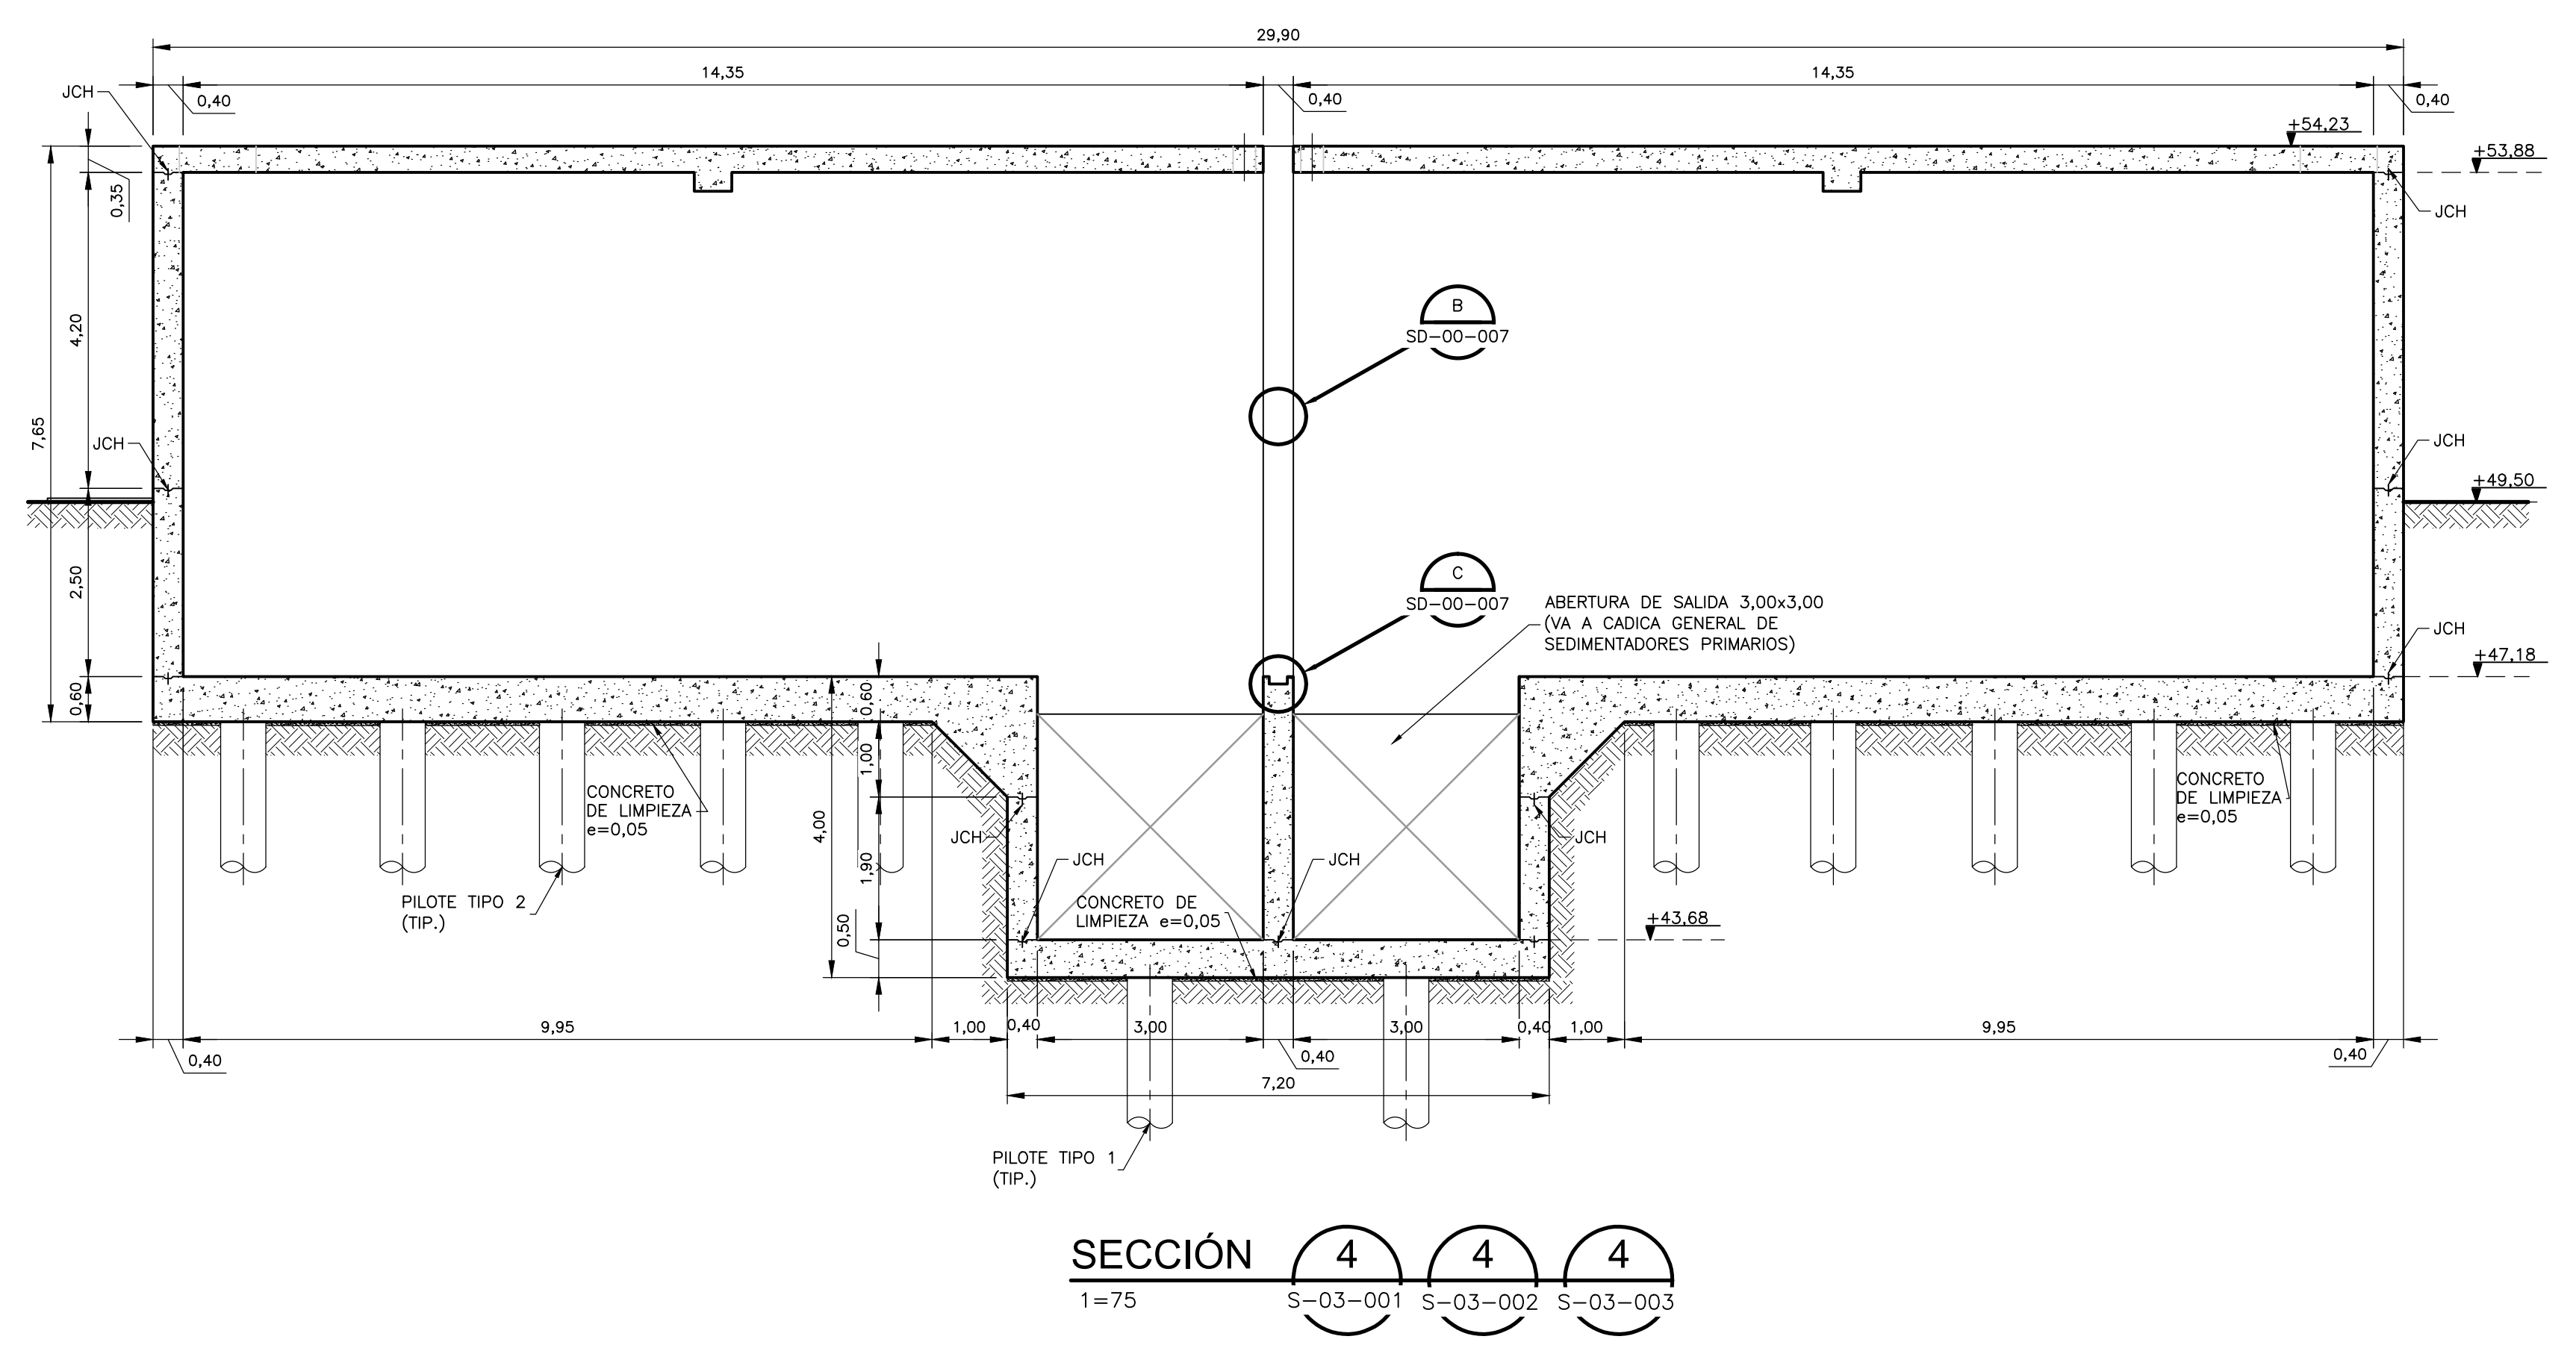 29,90
14,35
14,35
JCH
0,40
0,40
0,40
+54,23
+53,88
0,35
JCH
B
SD-00-007
4,20
7,65
JCH
JCH
+49,50
C
SD-00-007
2,50
ABERTURA DE SALIDA 3,00x3,00
(VA A CADICA GENERAL DE
SEDIMENTADORES PRIMARIOS)
JCH
+47,18
0,60
0,60
1,00
CONCRETO
DE LIMPIEZA
e=0,05
CONCRETO
DE LIMPIEZA
e=0,05
4,00
JCH
JCH
1,90
JCH
JCH
PILOTE TIPO 2
(TIP.)
CONCRETO DE
LIMPIEZA e=0,05
0,50
+43,68
9,95
1,00
0,40
3,00
3,00
0,40
1,00
9,95
0,40
0,40
0,40
7,20
PILOTE TIPO 1
(TIP.)
SECCIÓN
4
4
4
1=75
S-03-001
S-03-002
S-03-003